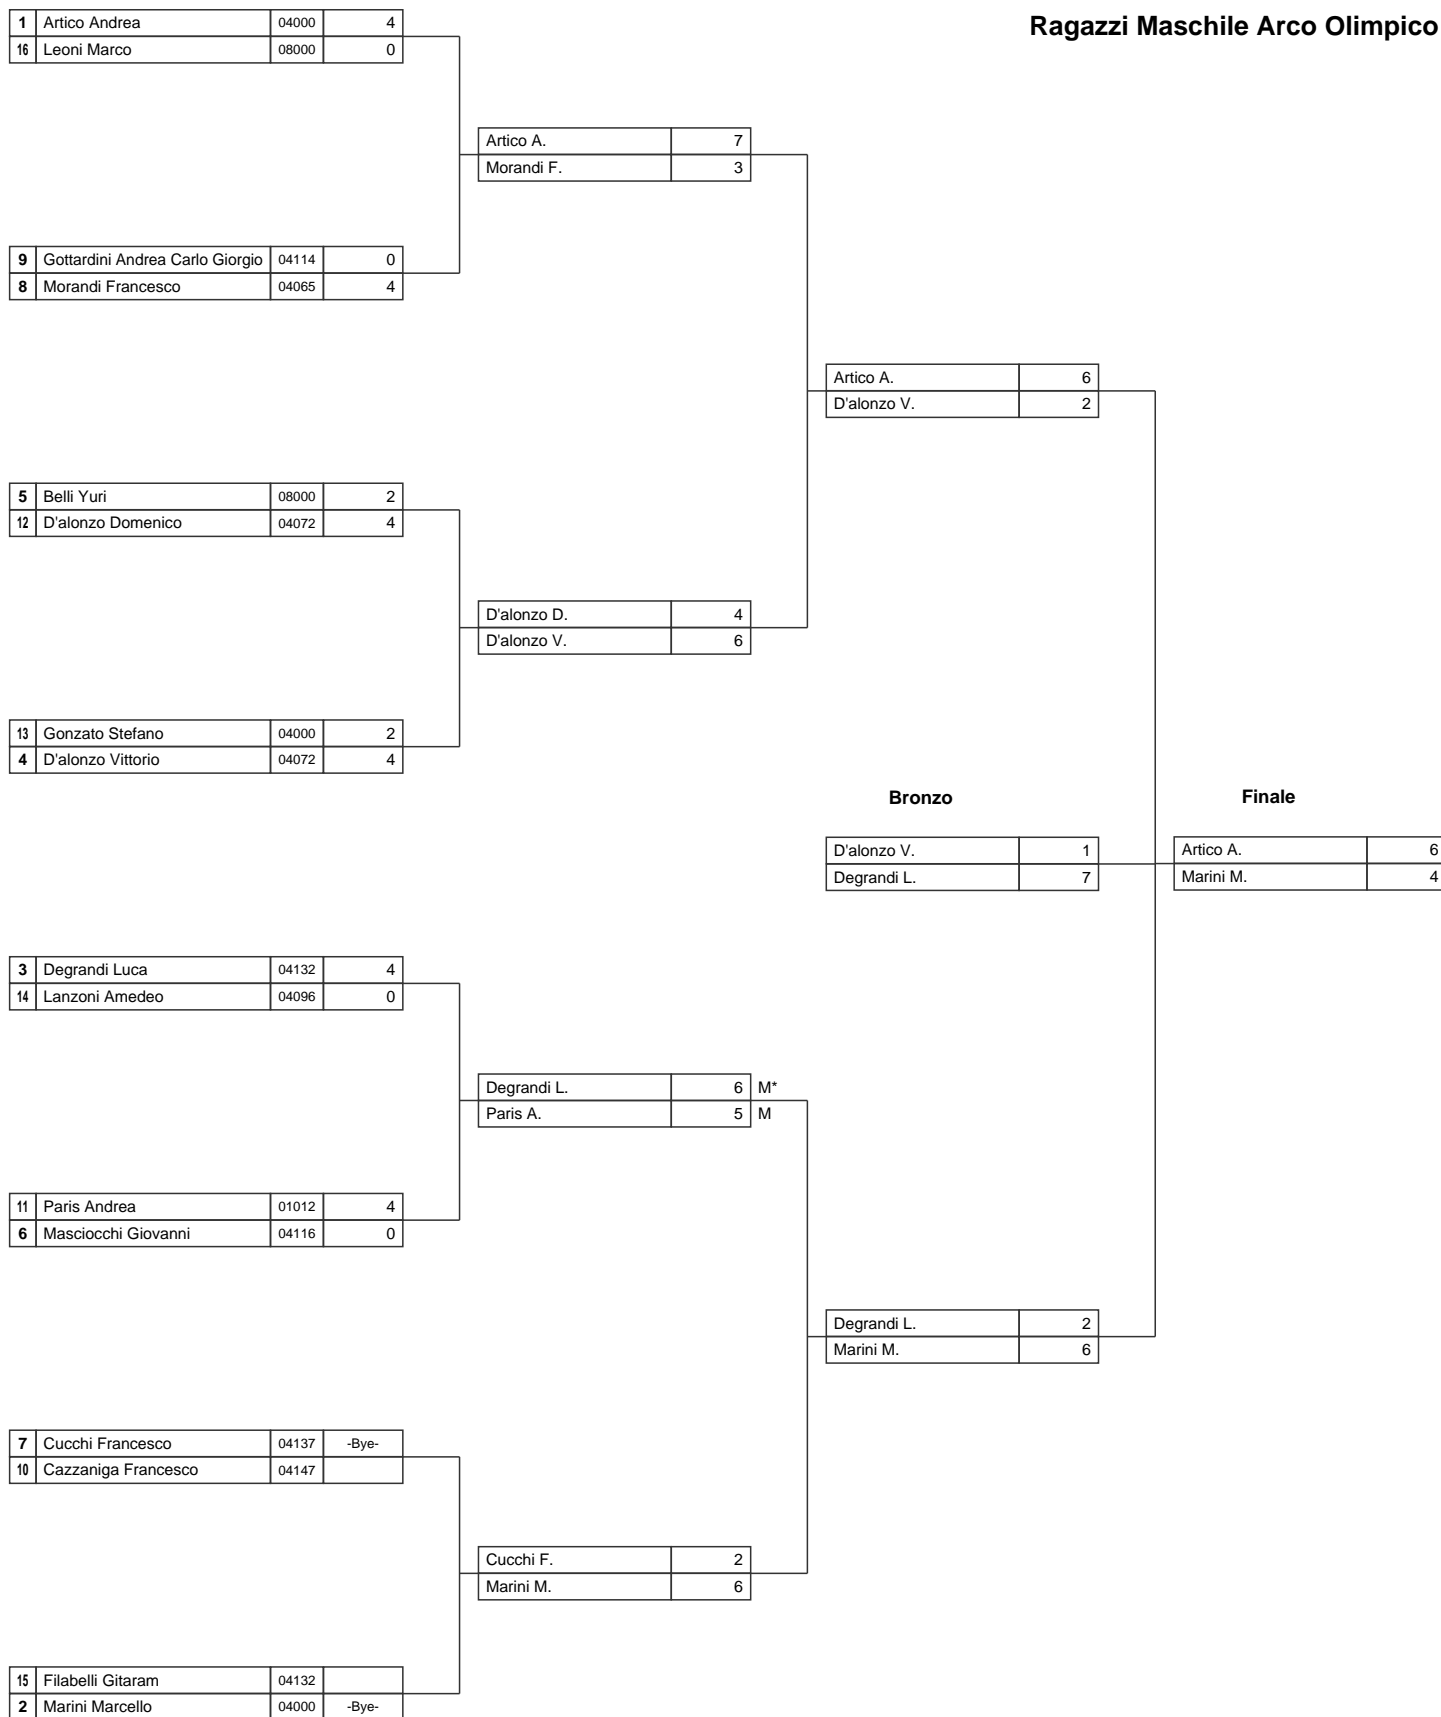 Ragazzi Maschile Arco Olimpico
1 Artico Andrea 04000 4
16 Leoni Marco 08000 0
Artico A. 7
Morandi F. 3
9 Gottardini Andrea Carlo Giorgio 04114 0
8 Morandi Francesco 04065 4
Artico A. 6
D'alonzo V. 2
5 Belli Yuri 08000 2
12 D'alonzo Domenico 04072 4
D'alonzo D. 4
D'alonzo V. 6
13 Gonzato Stefano 04000 2
4 D'alonzo Vittorio 04072 4
Bronzo Finale
D'alonzo V. 1 Artico A. 6
Degrandi L. 7 Marini M. 4
3 Degrandi Luca 04132 4
14 Lanzoni Amedeo 04096 0
Degrandi L. 6 M*
Paris A. 5 M
11 Paris Andrea 01012 4
6 Masciocchi Giovanni 04116 0
Degrandi L. 2
Marini M. 6
7 Cucchi Francesco 04137 -Bye-
10 Cazzaniga Francesco 04147
Cucchi F. 2
Marini M. 6
15 Filabelli Gitaram 04132
2 Marini Marcello 04000 -Bye-